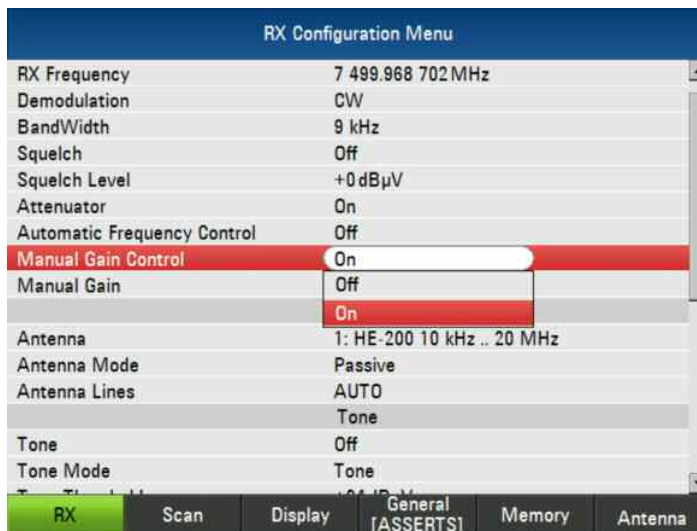 RX Configuration Menu
RX Frequency 7 499.968 702 MHz
Demodulation CW
BandWidth 9 kHz
Squelch Off
Squelch Level +0 dBµV
Attenuator On
Automatic Frequency Control Off
Manual Gain Control On
Manual Gain Off
On
Antenna 1: HE-200 10 kHz .. 20 MHz
Antenna Mode Passive
Antenna Lines AUTO
Tone
Tone Off
Tone Mode Tone
RX Scan Display General [ASSERTS] Memory Antenna